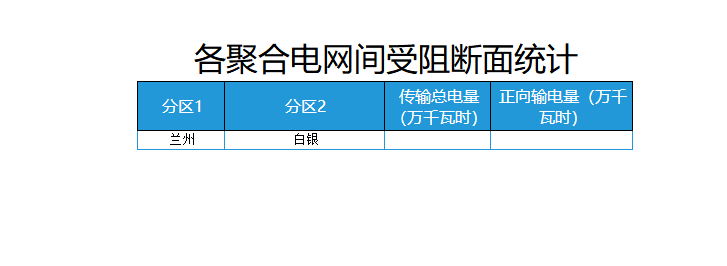 各聚合电网间受阻断面统计
分区1 分区2 传输总电量 正向输电量（万千
（万千瓦时） 瓦时）
兰州 白银